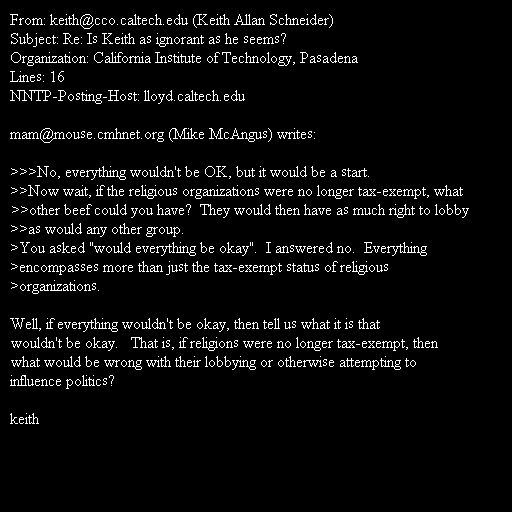 From: keith@cco.caltech.edu (Keith Allan Schneider)
Subject: Re: Is Keith as ignorant as he seems?
Organization: California Institute of Technology, Pasadena
Lines: 16
NNTP-Posting-Host: lloyd.caltech.edu

mam@mouse.cmhnet.org (Mike McAngus) writes:

>>>No, everything wouldn't be OK, but it would be a start.
>>Now wait, if the religious organizations were no longer tax-exempt, what
>>other beef could you have?  They would then have as much right to lobby
>>as would any other group.
>You asked "would everything be okay".  I answered no.  Everything
>encompasses more than just the tax-exempt status of religious
>organizations.

Well, if everything wouldn't be okay, then tell us what it is that
wouldn't be okay.   That is, if religions were no longer tax-exempt, then
what would be wrong with their lobbying or otherwise attempting to
influence politics?

keith